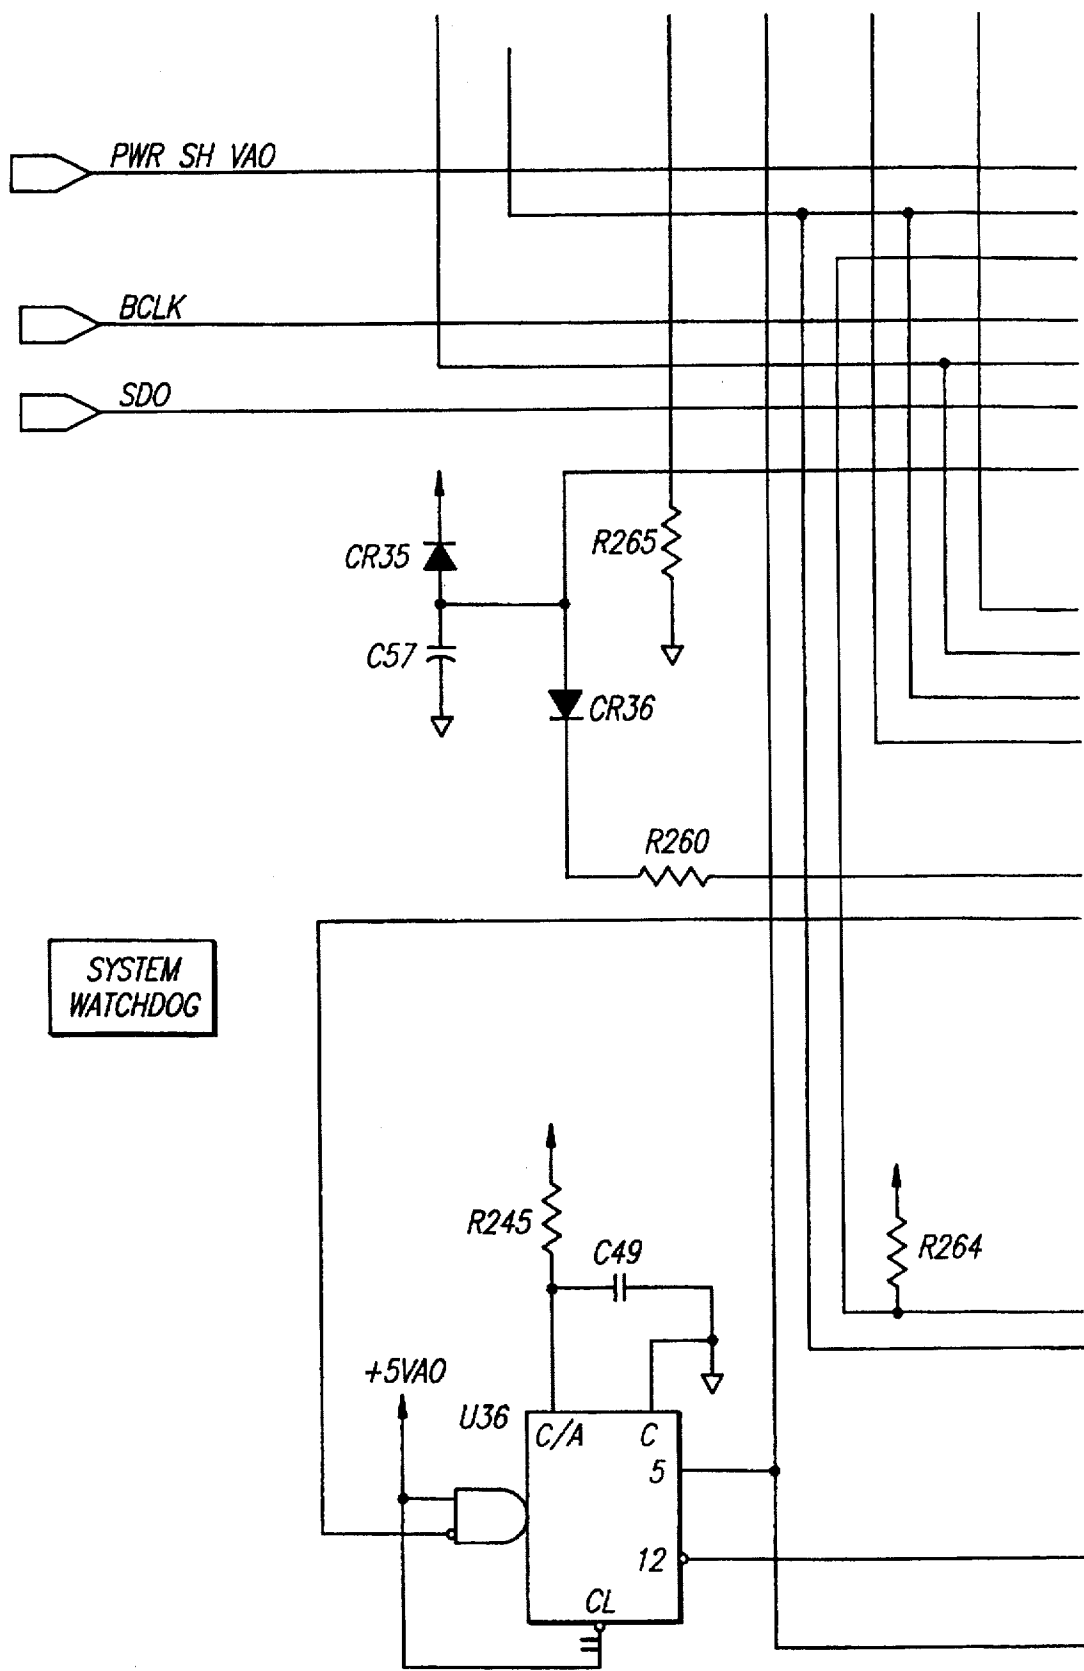 PWR SH VAO
BCLK
SDO
CR35
R265
C57
CR36
R260
SYSTEM
WATCHDOG
R245
C49
R264
+5VAO
U36
C/A
C
5
12
CL